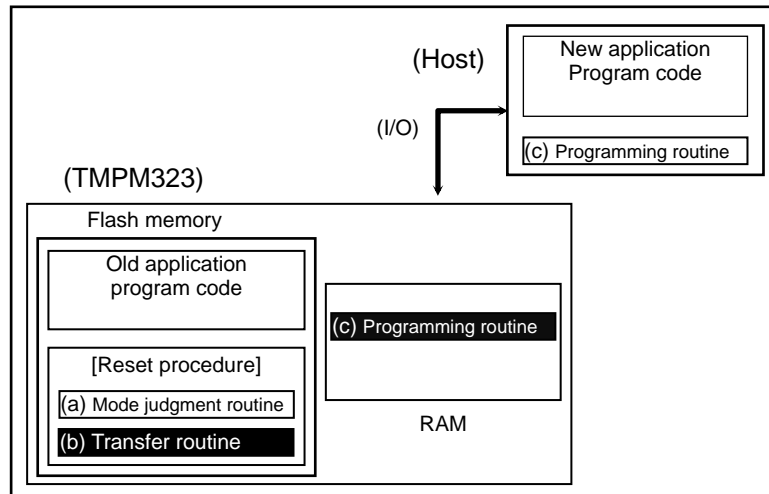 (Host)
New application
Program code
(c) Programming routine
(I/O)
(TMPM323)
Flash memory
Old application
program code
[Reset procedure]
(a) Mode judgment routine
(b) Transfer routine
(c) Programming routine
RAM